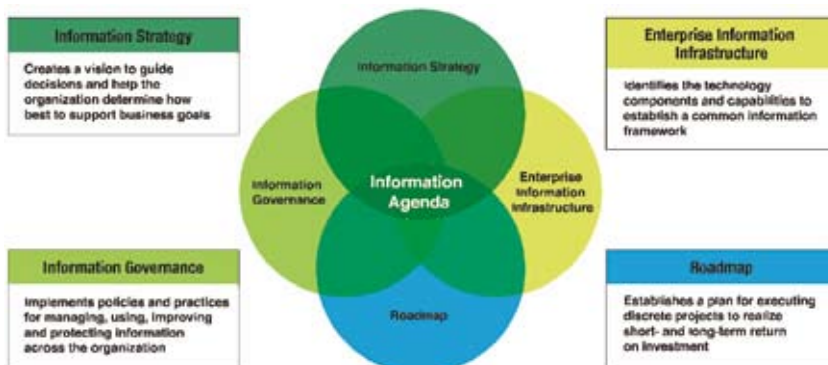 Information Strategy
Creates a vision to guide
decisions and help the
organization determine how
best to support business goals
Enterprise Information
Infrastructure
Identifies the technology
components and capabilities to
establish a common information
framework
Information Strategy
Information
Governance
Information
Agenda
Enterprise
Information
Infrastructure
Roadmap
Information Governance
Implements policies and practices
for managing, using, improving
and protecting information
across the organization
Roadmap
Establishes a plan for executing
discrete projects to realize
short- and long-term return
on investment